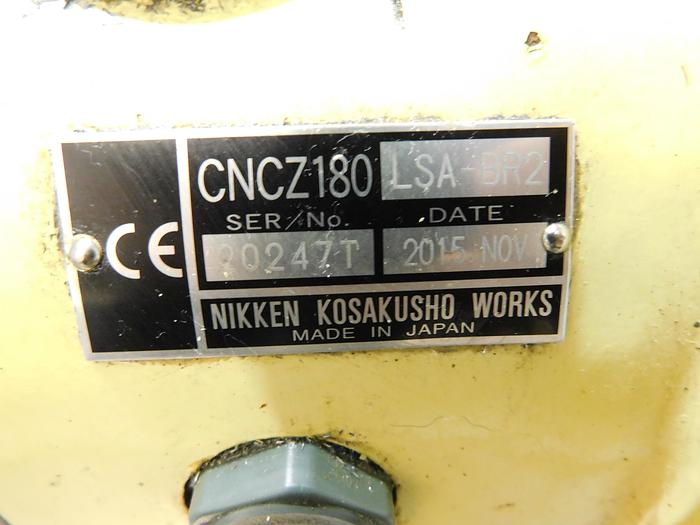 CE
CNCZ180 LSA-BR2
SER/No. DATE
20247T 2015.NOV
NIKKEN KOSAKUSHO WORKS
MADE IN JAPAN